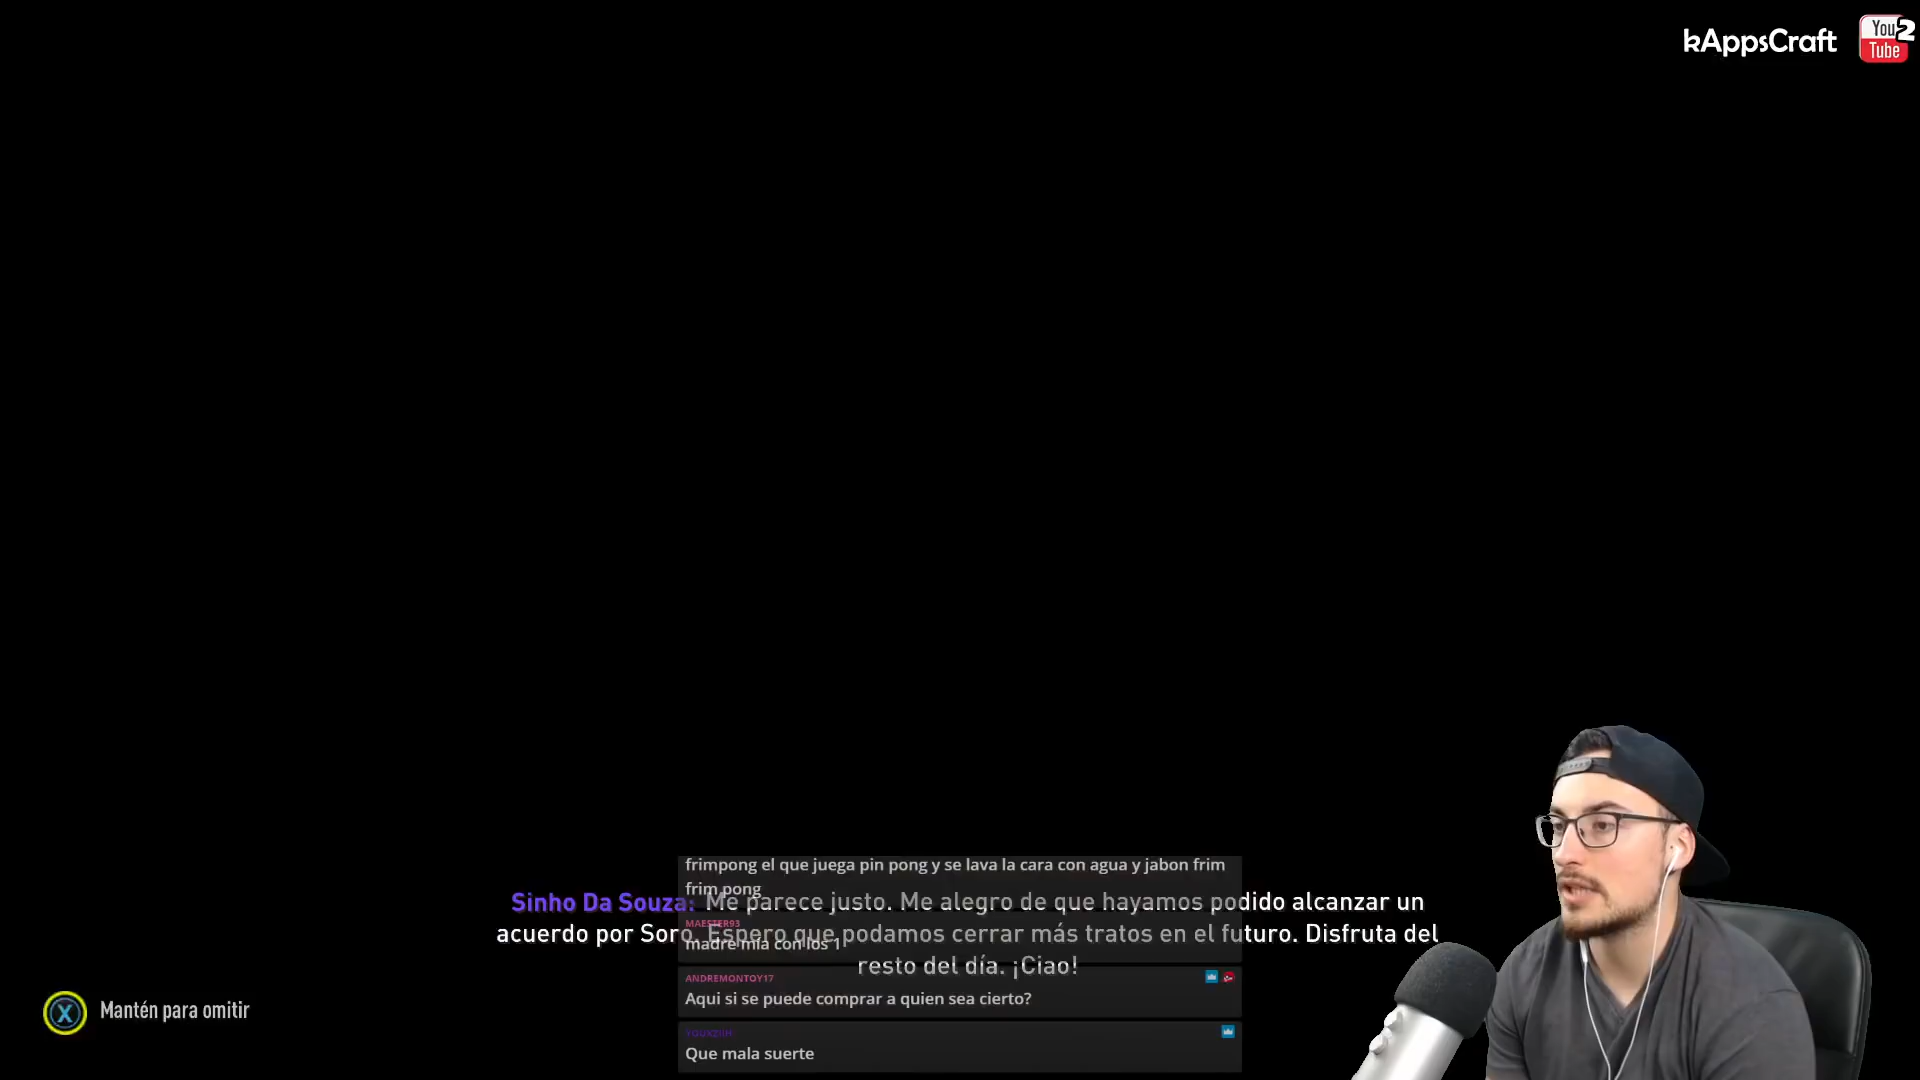 kAppsCraft
You2
Tube
frimpong el que juega pin pong y se lava la cara con agua y jabon frim
frim pong
Sinho Da Souza: Me parece justo. Me alegro de que hayamos podido alcanzar un
MAESTER93
acuerdo por Soro. Espero que podamos cerrar más tratos en el futuro. Disfruta del
madre mia con los 1
resto del día. ¡Ciao!
ANDREMONTOY17
Aqui si se puede comprar a quien sea cierto?
Que mala suerte
X Mantén para omitir